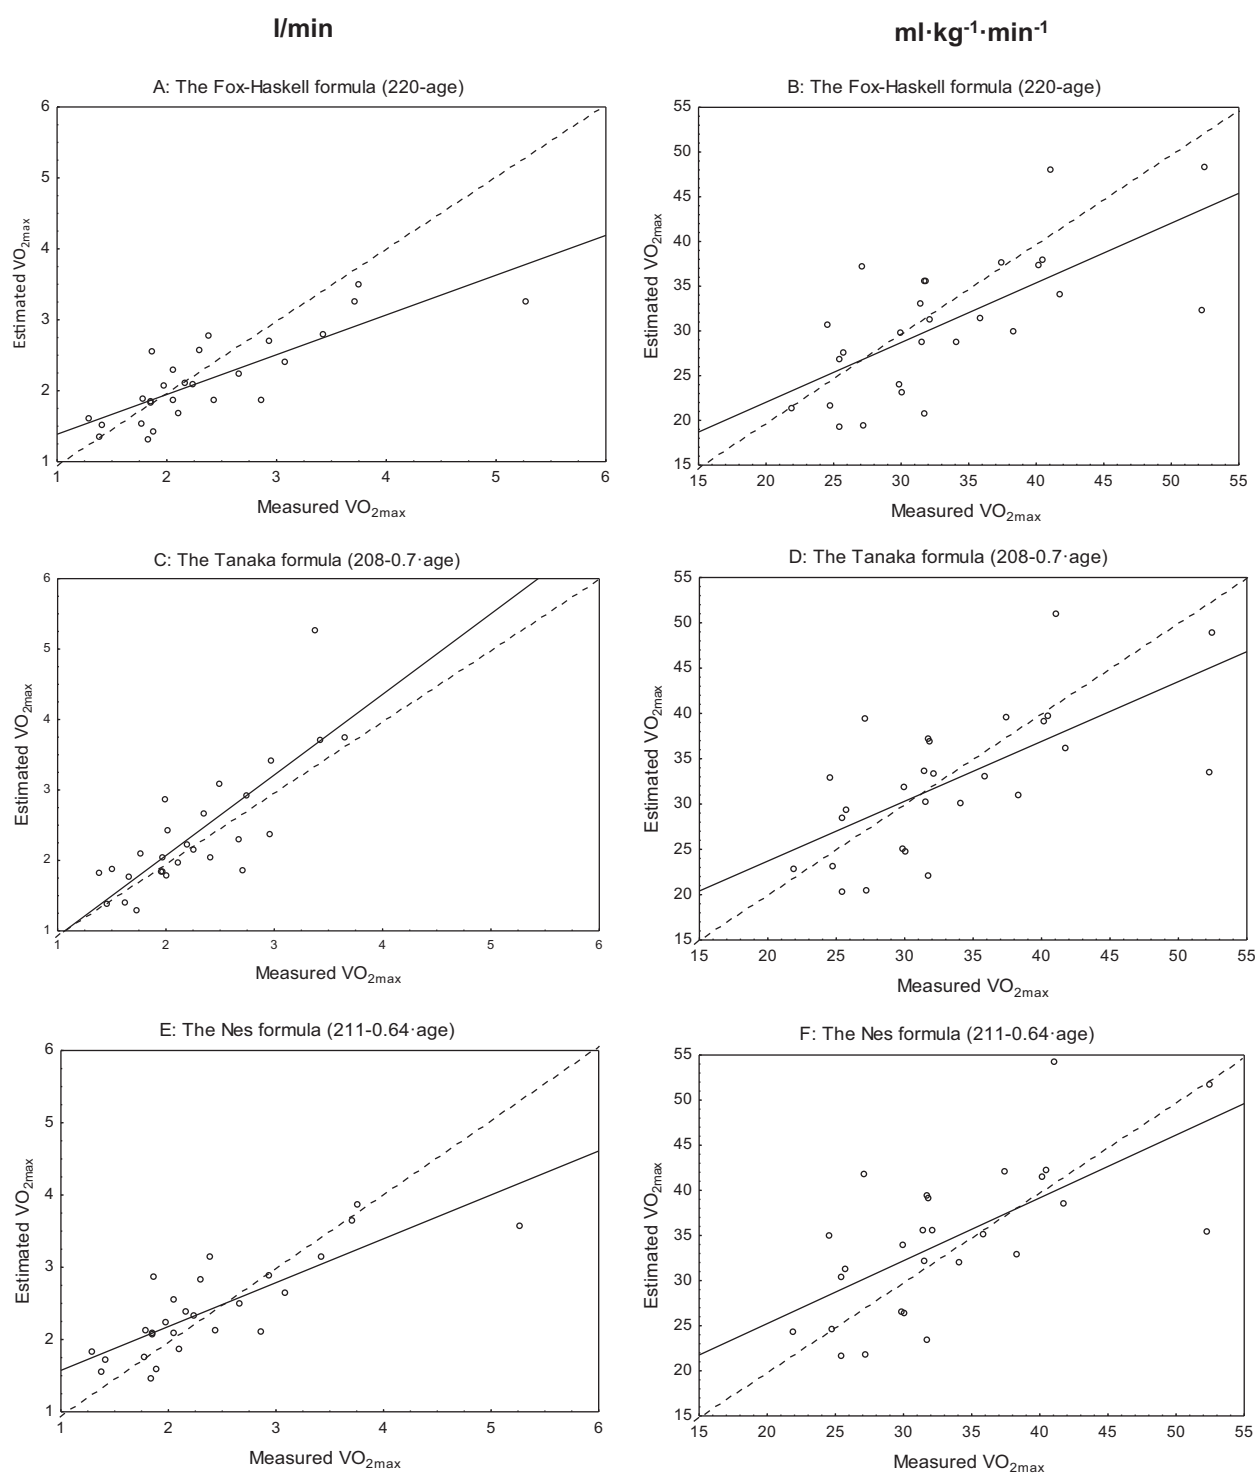 l/min
ml·kg-1·min-1
A: The Fox-Haskell formula (220-age)
6
5
4
3
2
1
Estimated VO2max
1 2 3 4 5 6
Measured VO2max
B: The Fox-Haskell formula (220-age)
55
50
45
40
35
30
25
20
15
Estimated VO2max
15 20 25 30 35 40 45 50 55
Measured VO2max
C: The Tanaka formula (208-0.7·age)
6
5
4
3
2
1
Estimated VO2max
1 2 3 4 5 6
Measured VO2max
D: The Tanaka formula (208-0.7·age)
55
50
45
40
35
30
25
20
15
Estimated VO2max
15 20 25 30 35 40 45 50 55
Measured VO2max
E: The Nes formula (211-0.64·age)
6
5
4
3
2
1
Estimated VO2max
1 2 3 4 5 6
Measured VO2max
F: The Nes formula (211-0.64·age)
55
50
45
40
35
30
25
20
15
Estimated VO2max
15 20 25 30 35 40 45 50 55
Measured VO2max